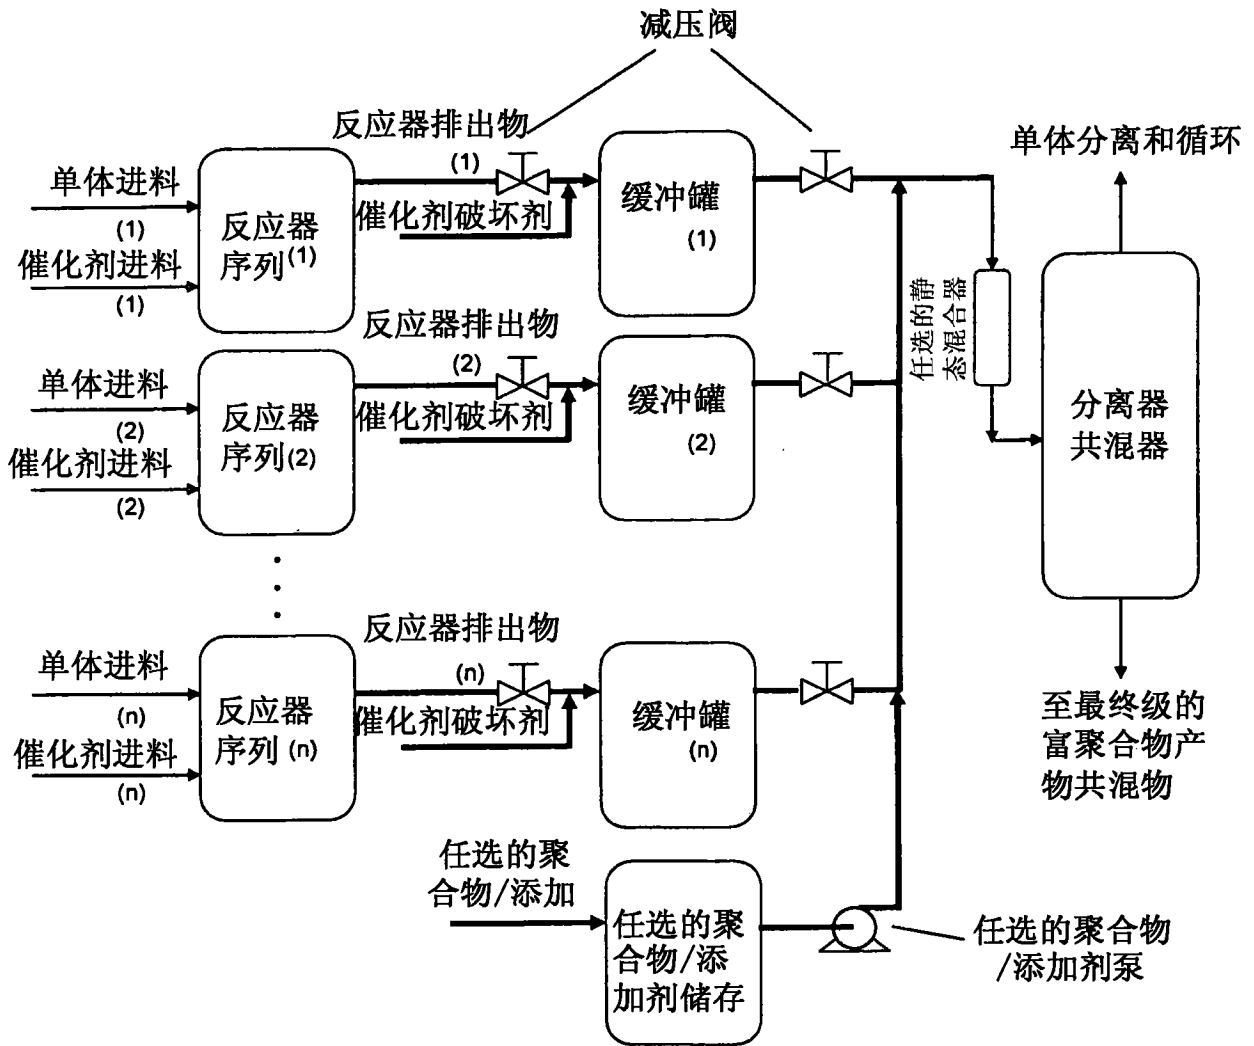 减压阀
反应器排出物
(1)
单体进料
(1)
催化剂进料
(1)
反应器
序列(1)
催化剂破坏剂
缓冲罐
(1)
单体分离和循环
任选的静
态混合器
分离器
共混器
反应器排出物
(2)
单体进料
(2)
催化剂进料
(2)
反应器
序列(2)
催化剂破坏剂
缓冲罐
(2)
反应器排出物
(n)
单体进料
(n)
催化剂进料
(n)
反应器
序列(n)
催化剂破坏剂
缓冲罐
(n)
至最终级的
富聚合物产
物共混物
任选的聚
合物/添加
任选的聚
合物/添
加剂储存
任选的聚合物
/添加剂泵